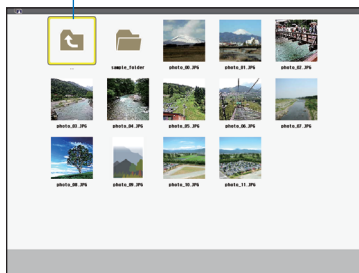 sample_folder photo_00.JPG photo_01.JPG photo_02.JPG
photo_03.JPG photo_04.JPG photo_05.JPG photo_06.JPG photo_07.JPG
photo_08.JPG photo_09.JPG photo_10.JPG photo_11.JPG